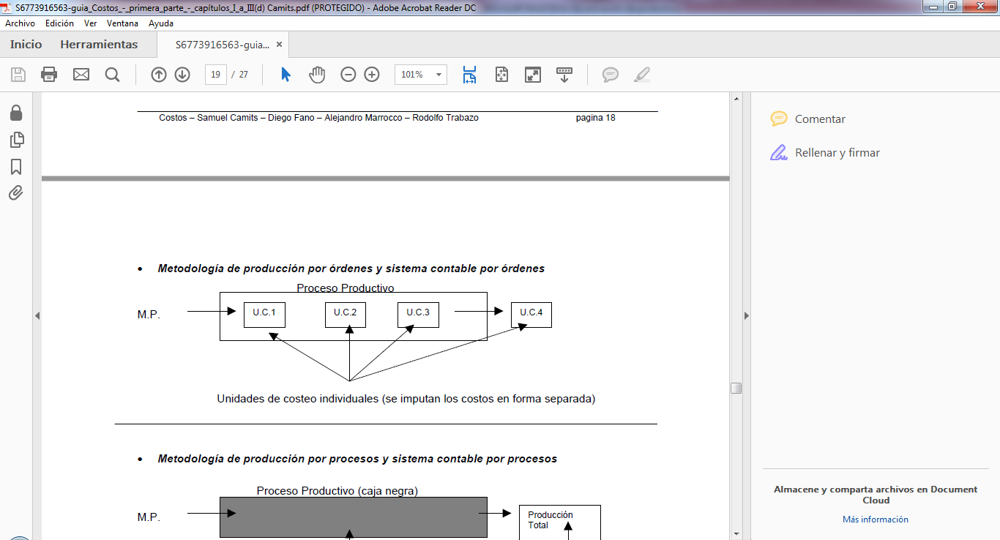 S6773916563-guia_Costos_-_primera_parte_-_capítulos_I_a_III(d) Camits.pdf (PROTEGIDO) - Adobe Acrobat Reader DC
Archivo Edición Ver Ventana Ayuda
Inicio Herramientas S6773916563-guia... ×
19 / 27 101%
Costos – Samuel Camits – Diego Fano – Alejandro Marrocco – Rodolfo Trabazo pagina 18
Comentar
Rellenar y firmar
• Metodología de producción por órdenes y sistema contable por órdenes
Proceso Productivo
M.P. U.C.1 U.C.2 U.C.3 U.C.4
Unidades de costeo individuales (se imputan los costos en forma separada)
• Metodología de producción por procesos y sistema contable por procesos
Proceso Productivo (caja negra)
M.P.
Producción
Total
Almacene y comparta archivos en Document
Cloud
Más información